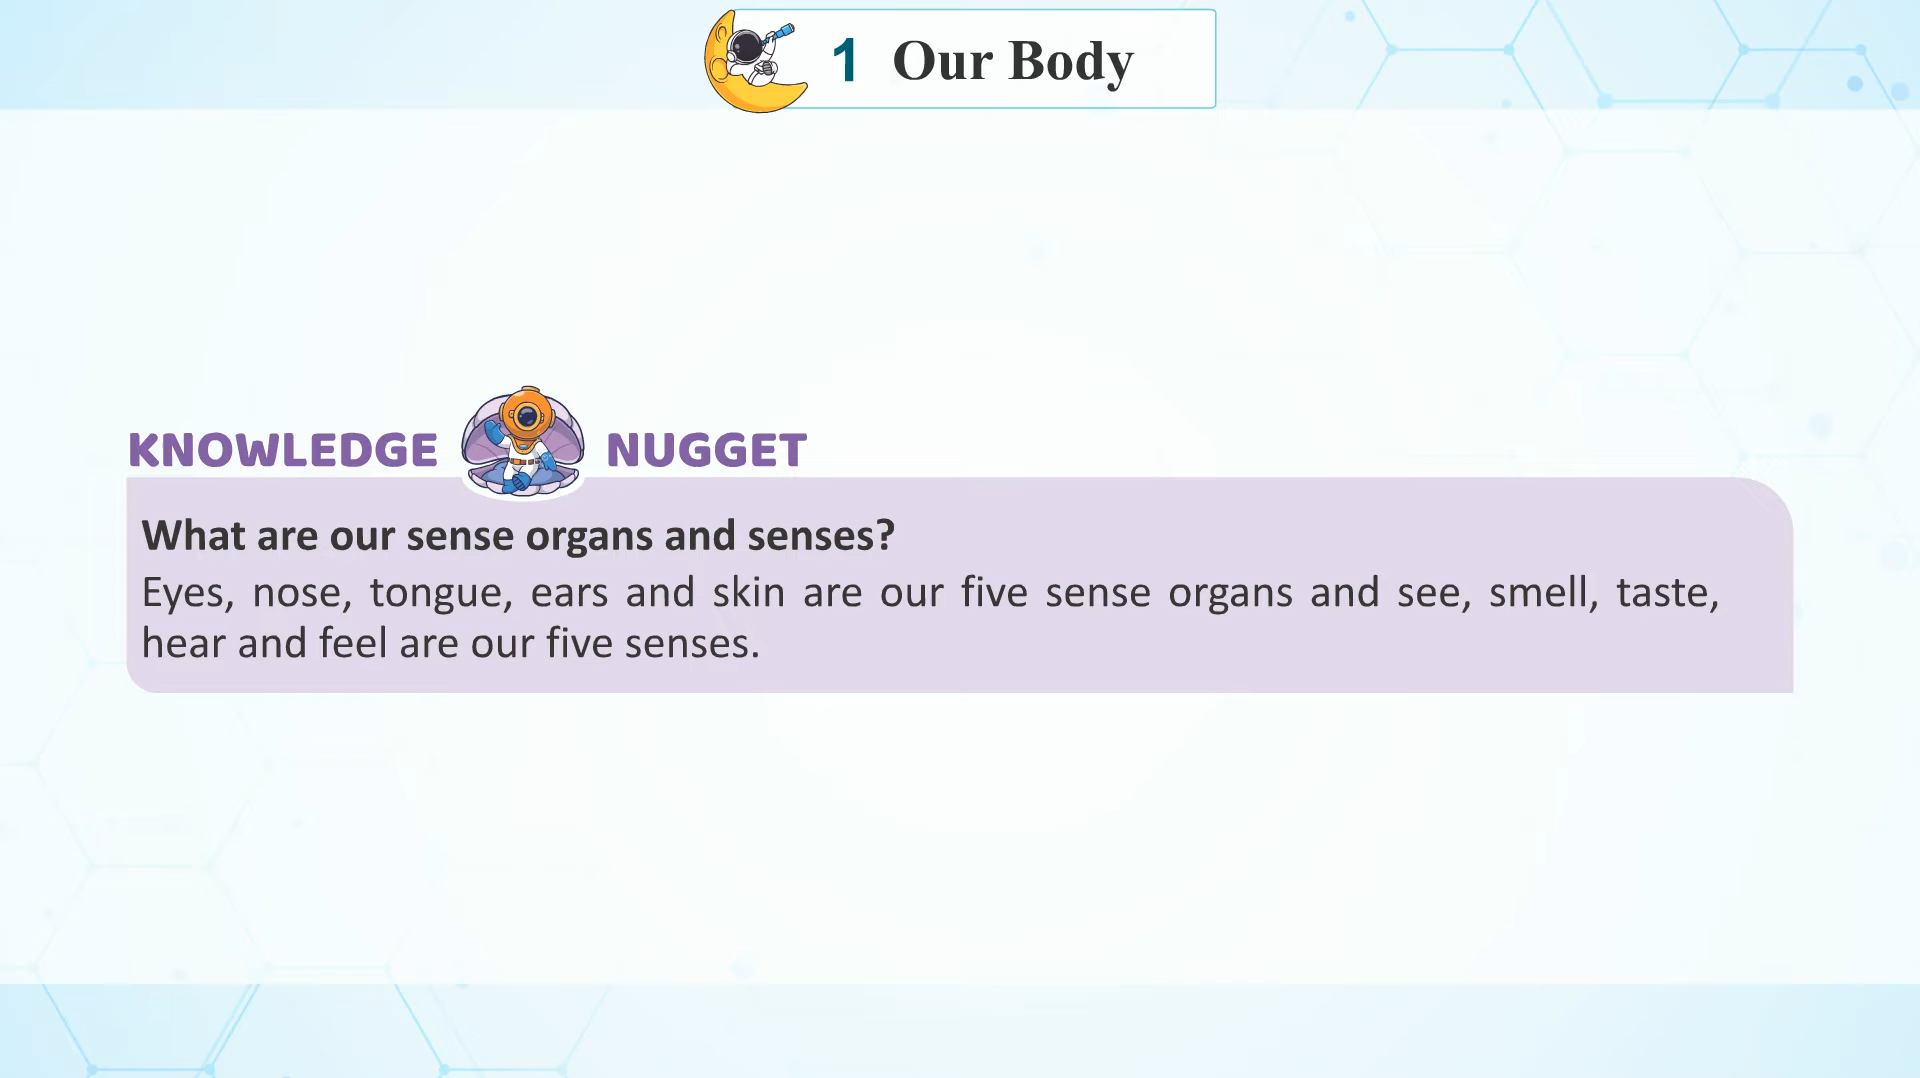 1 Our Body
KNOWLEDGE NUGGET
What are our sense organs and senses?
Eyes, nose, tongue, ears and skin are our five sense organs and see, smell, taste,
hear and feel are our five senses.